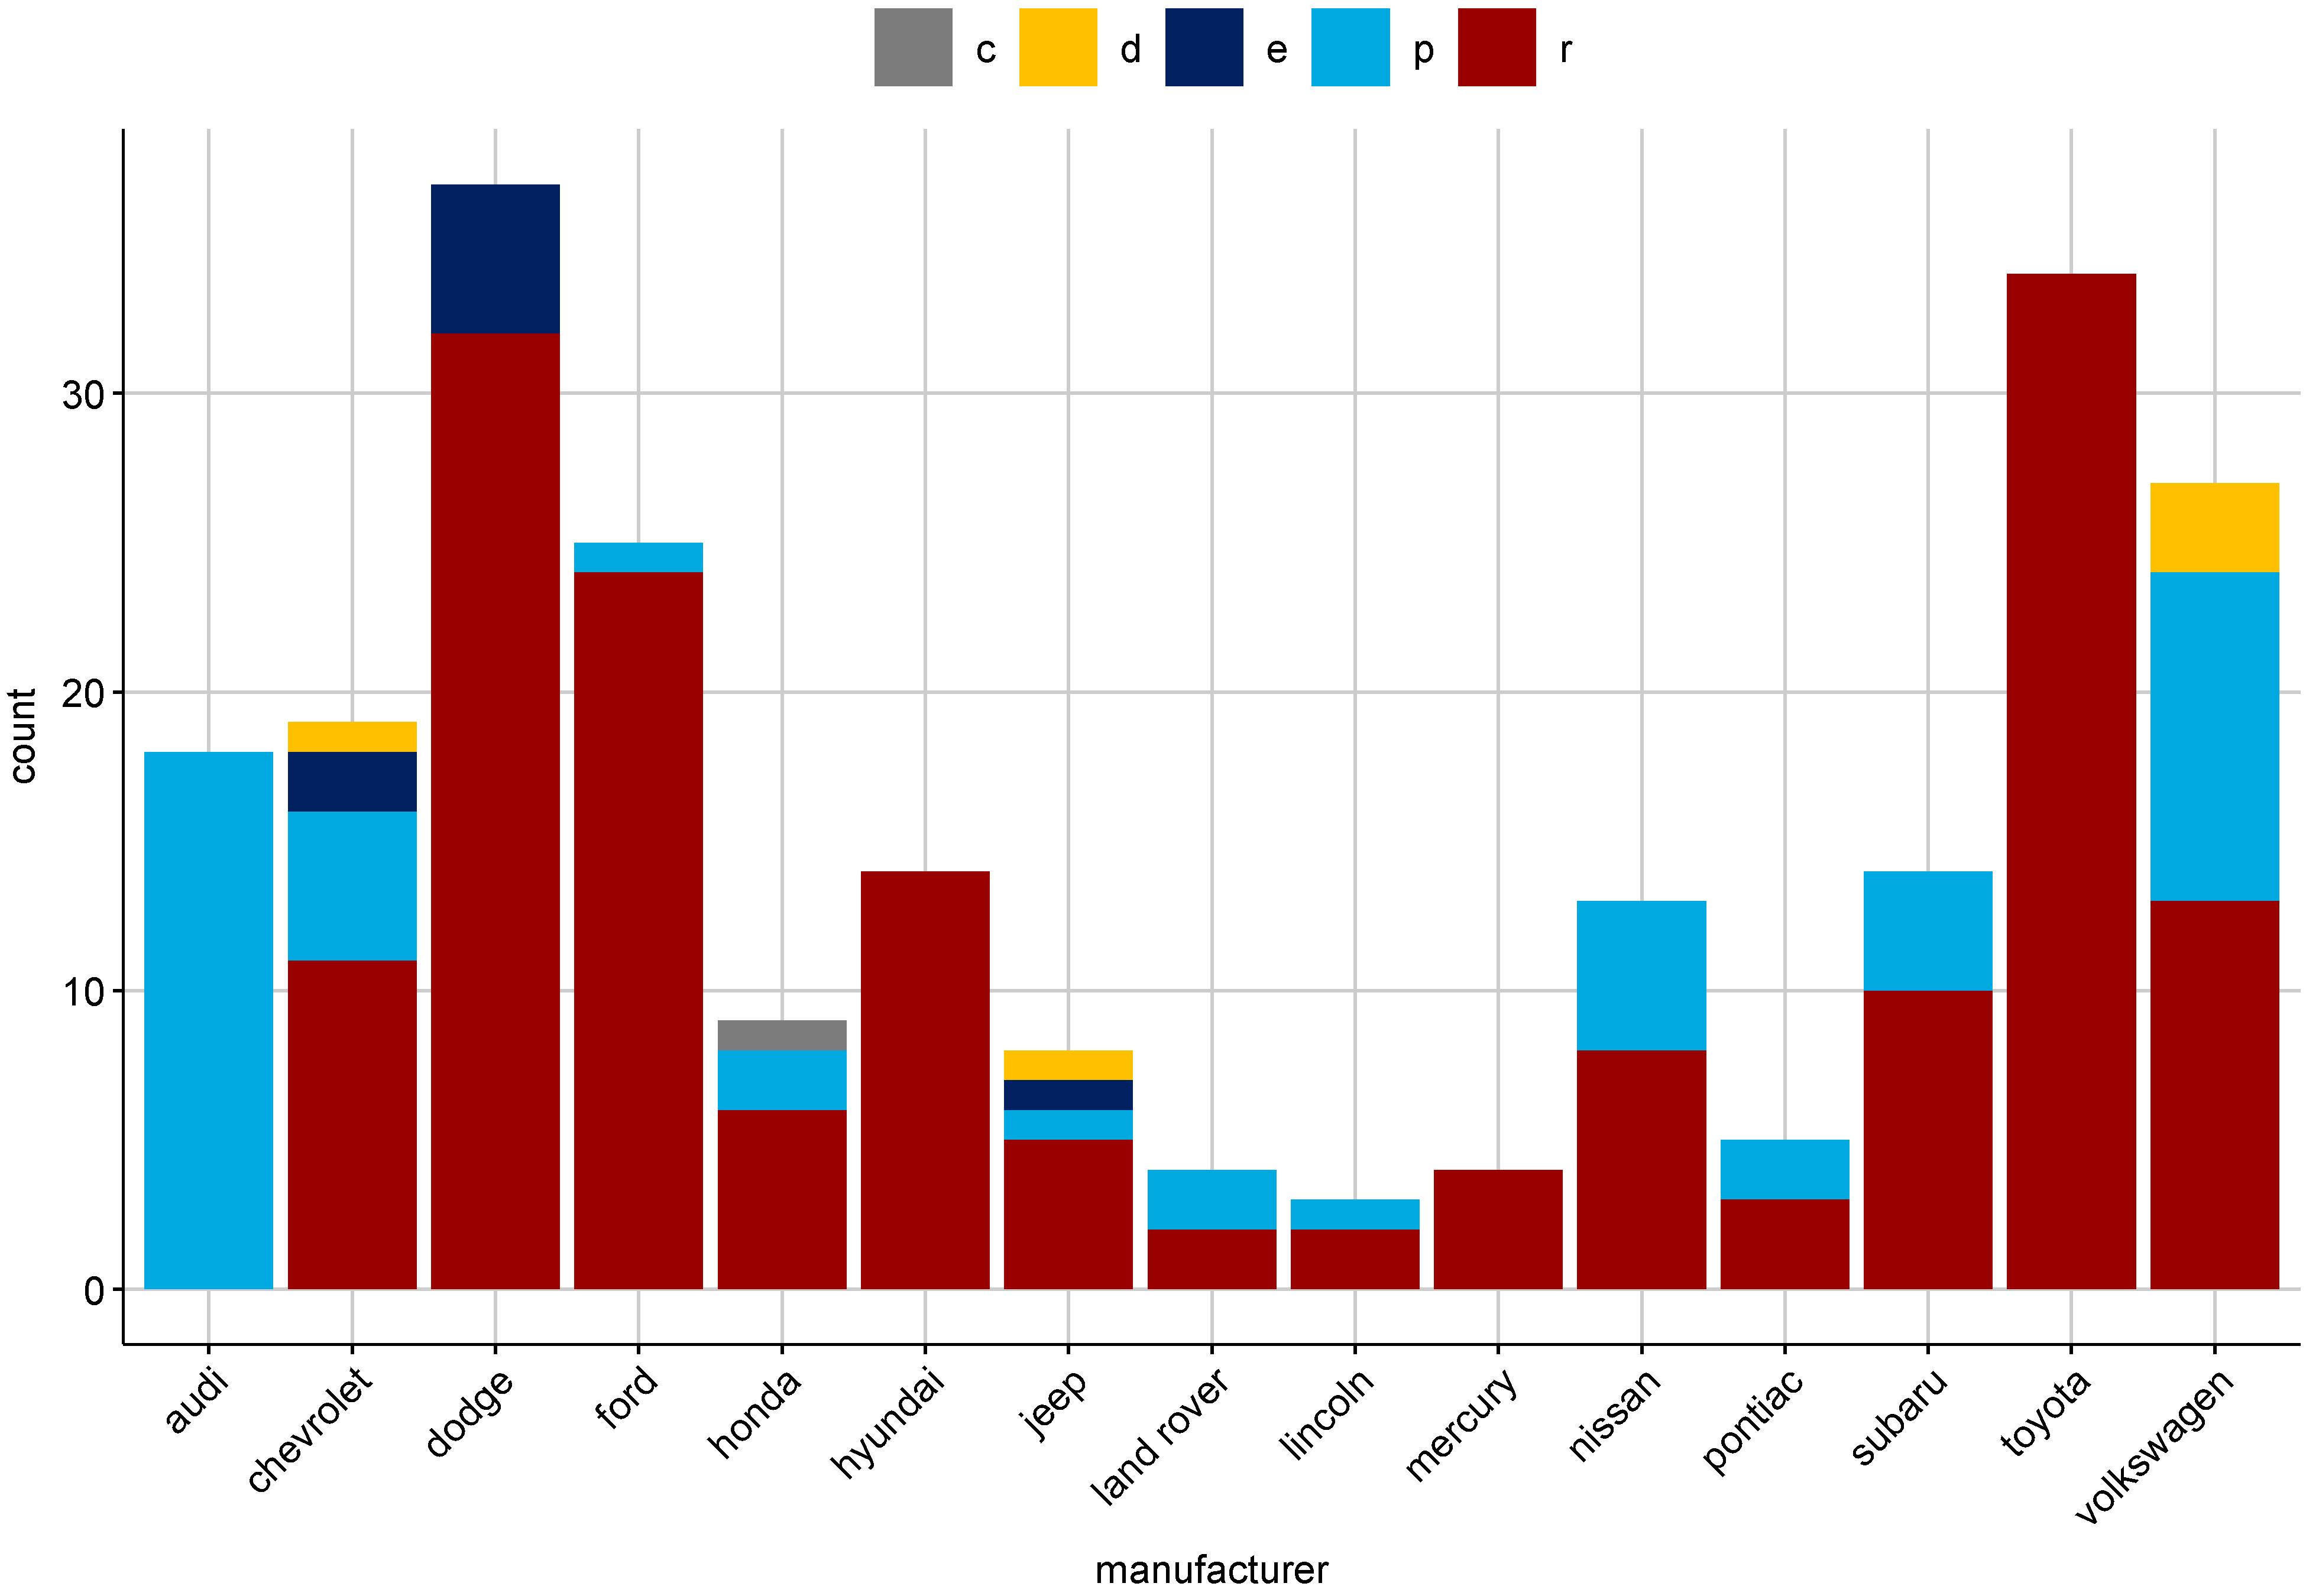 c d e p r
count
30
20
10
0
audi chevrolet dodge ford honda hyundai jeep land rover lincoln mercury nissan pontiac subaru toyota volkswagen
manufacturer